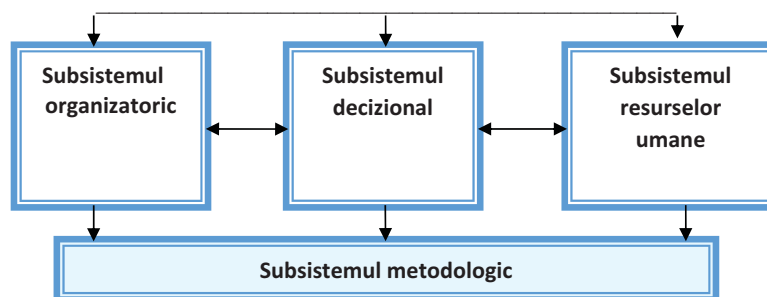 Subsistemul
organizatoric
Subsistemul
decizional
Subsistemul
resurselor
umane
Subsistemul metodologic